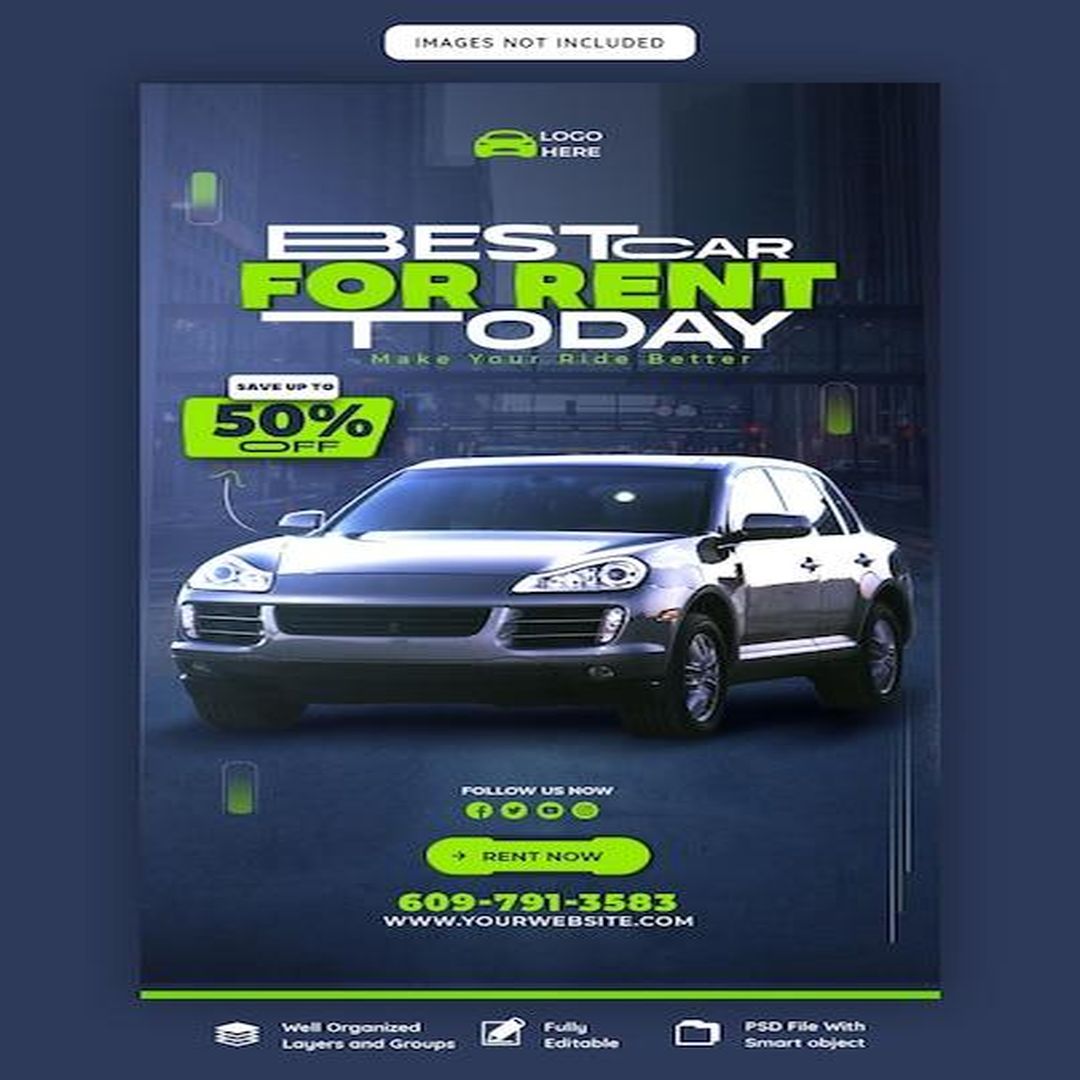 IMAGES NOT INCLUDED
LOGO
HERE
BEST CAR
FOR RENT
TODAY
Make Your Ride Better
SAVE UP TO
50%
OFF
FOLLOW US NOW
RENT NOW
609-791-3583
WWW.YOURWEBSITE.COM
Well Organized
Layers and Groups
Fully
Editable
PSD File With
Smart object